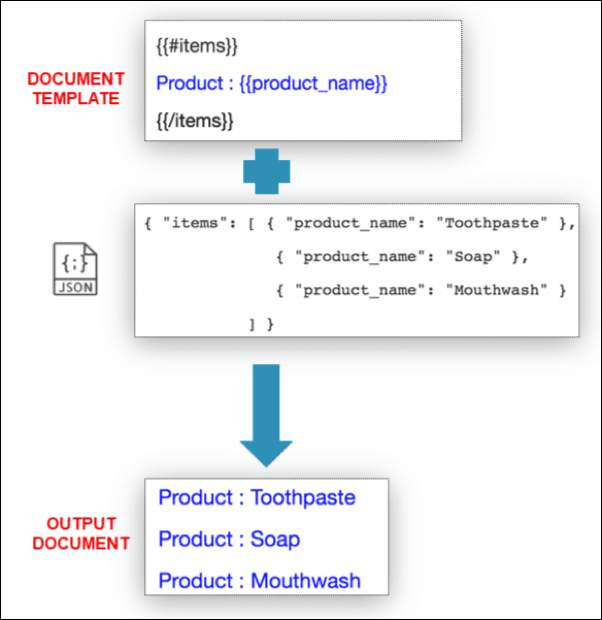 {{#items}}
DOCUMENT
TEMPLATE
Product : {{product_name}}
{{/items}}
{ "items": [ { "product_name": "Toothpaste" },
{ "product_name": "Soap" },
{ "product_name": "Mouthwash" }
] }
{;}
JSON
Product : Toothpaste
OUTPUT
DOCUMENT
Product : Soap
Product : Mouthwash